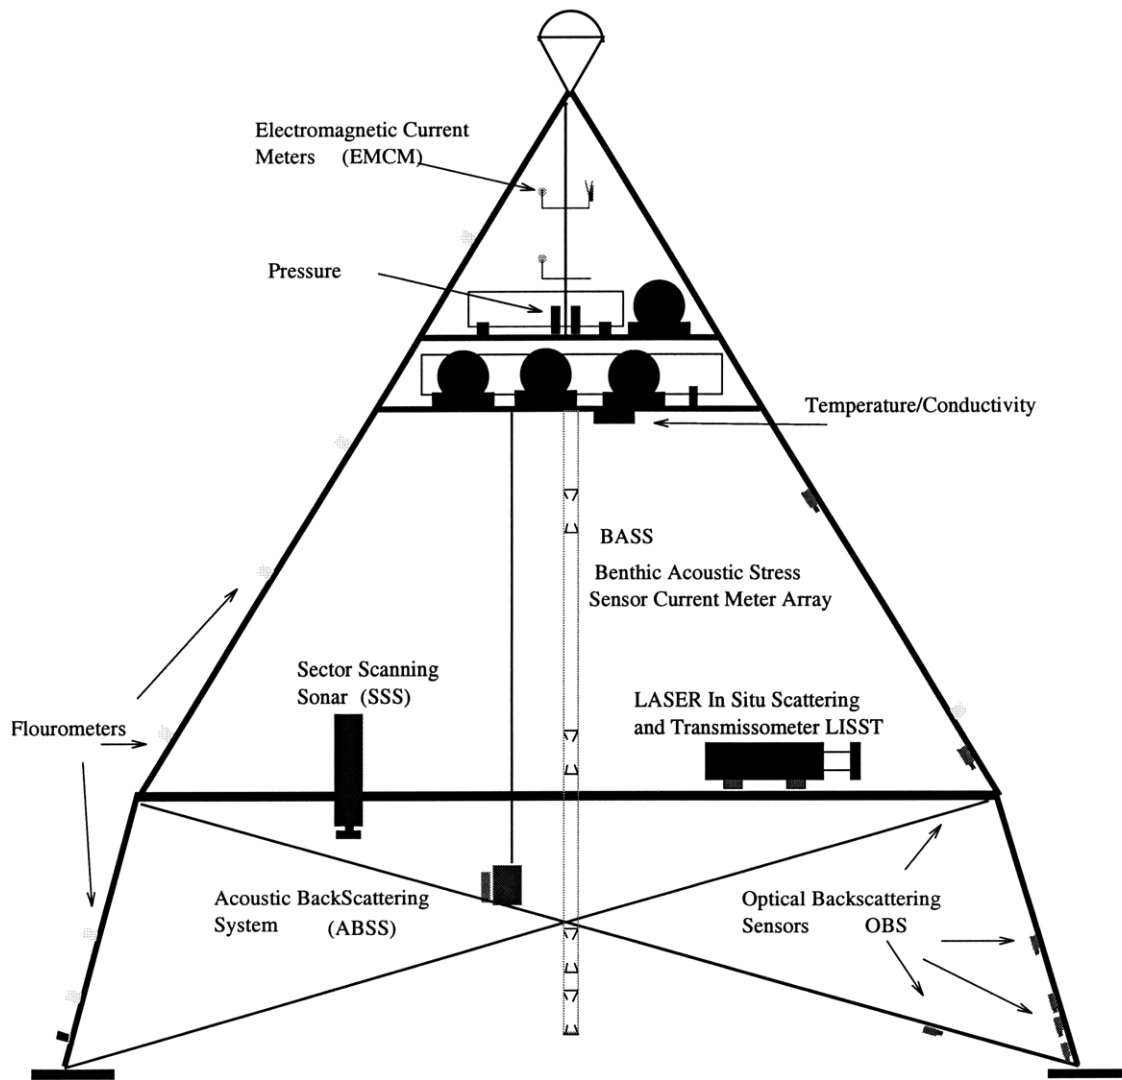 Electromagnetic Current
Meters (EMCM)
Pressure
Temperature/Conductivity
BASS
Benthic Acoustic Stress
Sensor Current Meter Array
Sector Scanning
Sonar (SSS)
LASER In Situ Scattering
and Transmissometer LISST
Flourometers
Acoustic BackScattering
System (ABSS)
Optical Backscattering
Sensors OBS